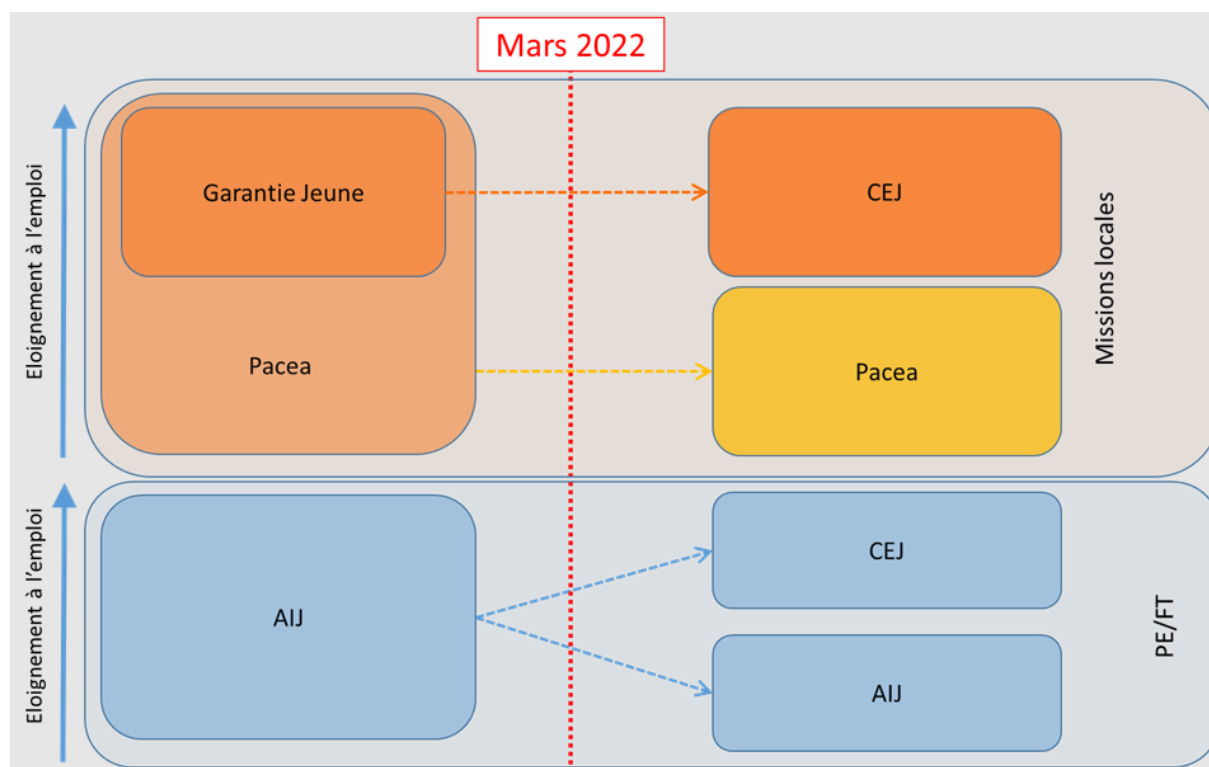 Mars 2022
Eloignement à l'emploi
Garantie Jeune
CEJ
Pacea
Pacea
Missions locales
Eloignement à l'emploi
AIJ
CEJ
AIJ
PE/FT